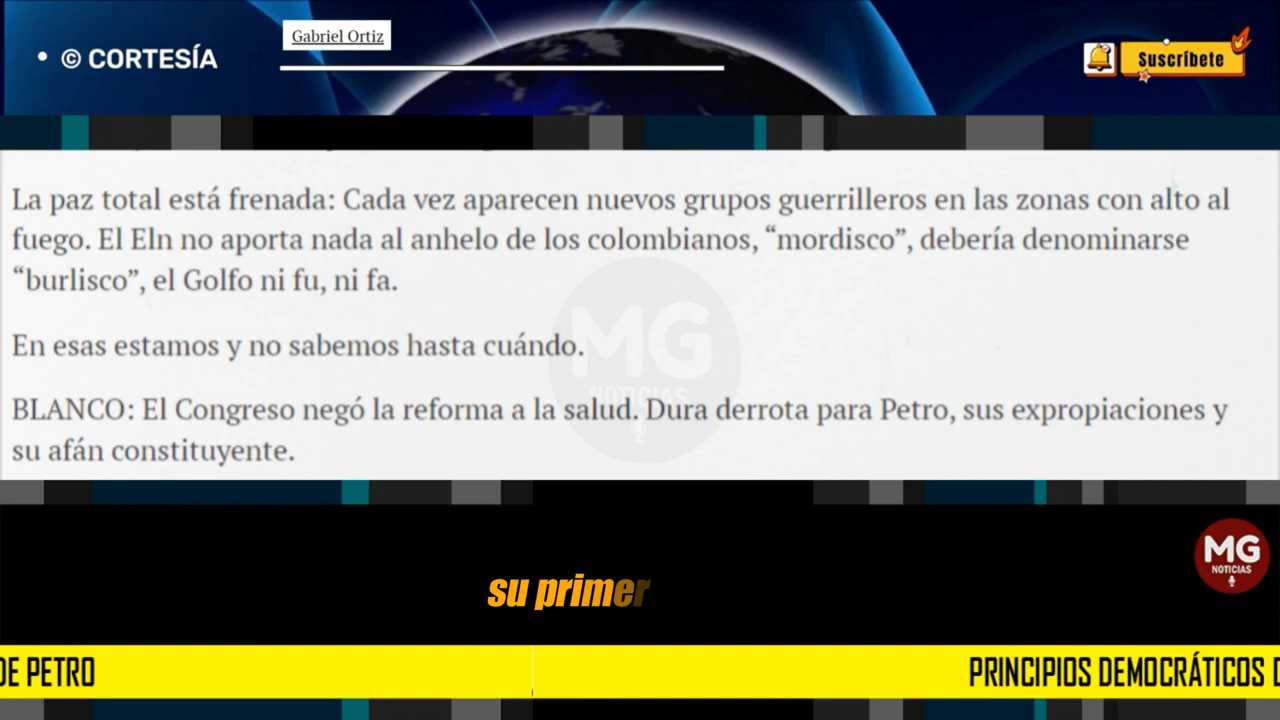 • © CORTESÍA
Gabriel Ortiz
Suscríbete
La paz total está frenada: Cada vez aparecen nuevos grupos guerrilleros en las zonas con alto al
fuego. El Eln no aporta nada al anhelo de los colombianos, “mordisco”, debería denominarse
“burlisco”, el Golfo ni fu, ni fa.
En esas estamos y no sabemos hasta cuándo.
BLANCO: El Congreso negó la reforma a la salud. Dura derrota para Petro, sus expropiaciones y
su afán constituyente.
MG
NOTICIAS
MG
NOTICIAS
su primer
DE PETRO
PRINCIPIOS DEMOCRÁTICOS